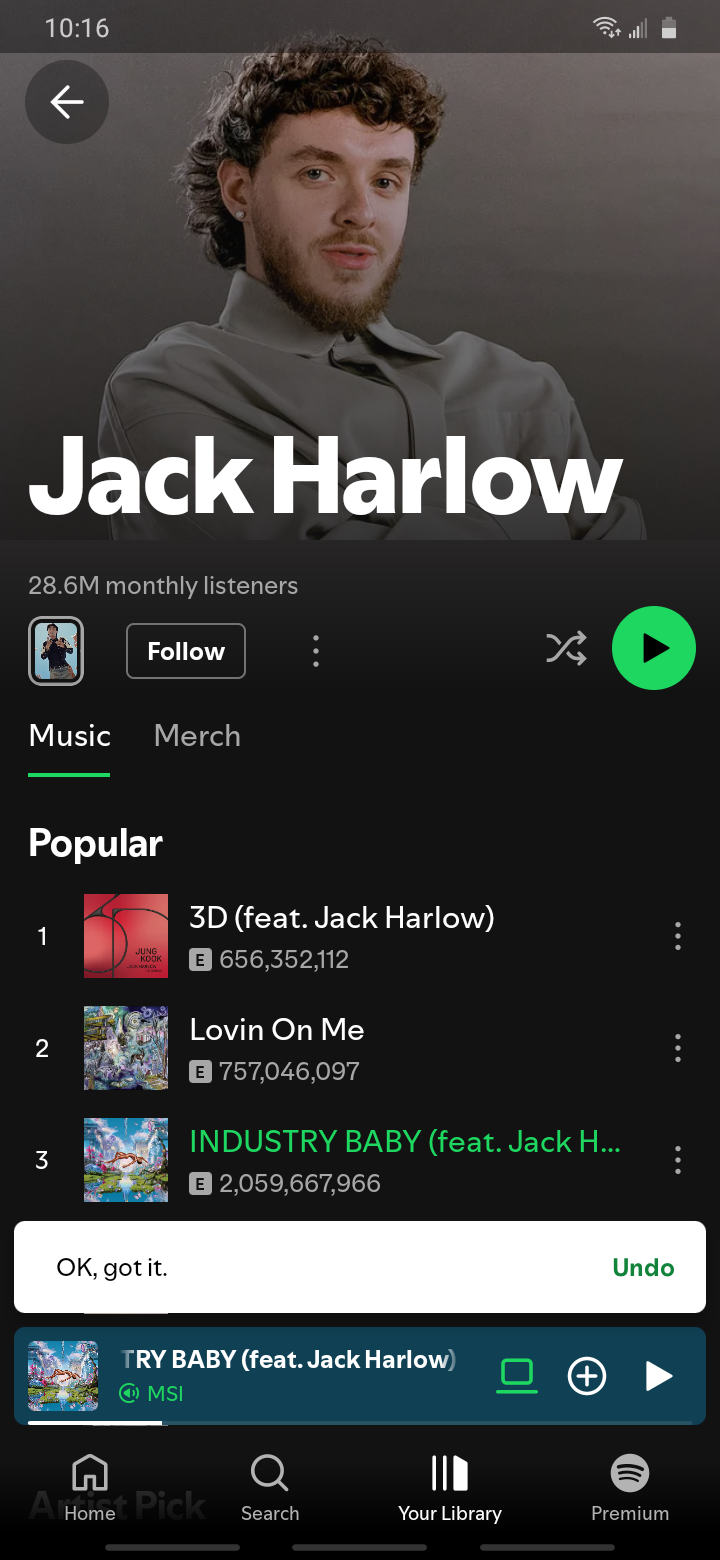 10:16
Jack Harlow
28.6M monthly listeners
Follow
Music Merch
Popular
1 3D (feat. Jack Harlow)
E 656,352,112
JUNG KOOK
2 Lovin On Me
E 757,046,097
3 INDUSTRY BABY (feat. Jack H...
E 2,059,667,966
OK, got it. Undo
TRY BABY (feat. Jack Harlow)
MSI
Artist Pick
Home Search Your Library Premium